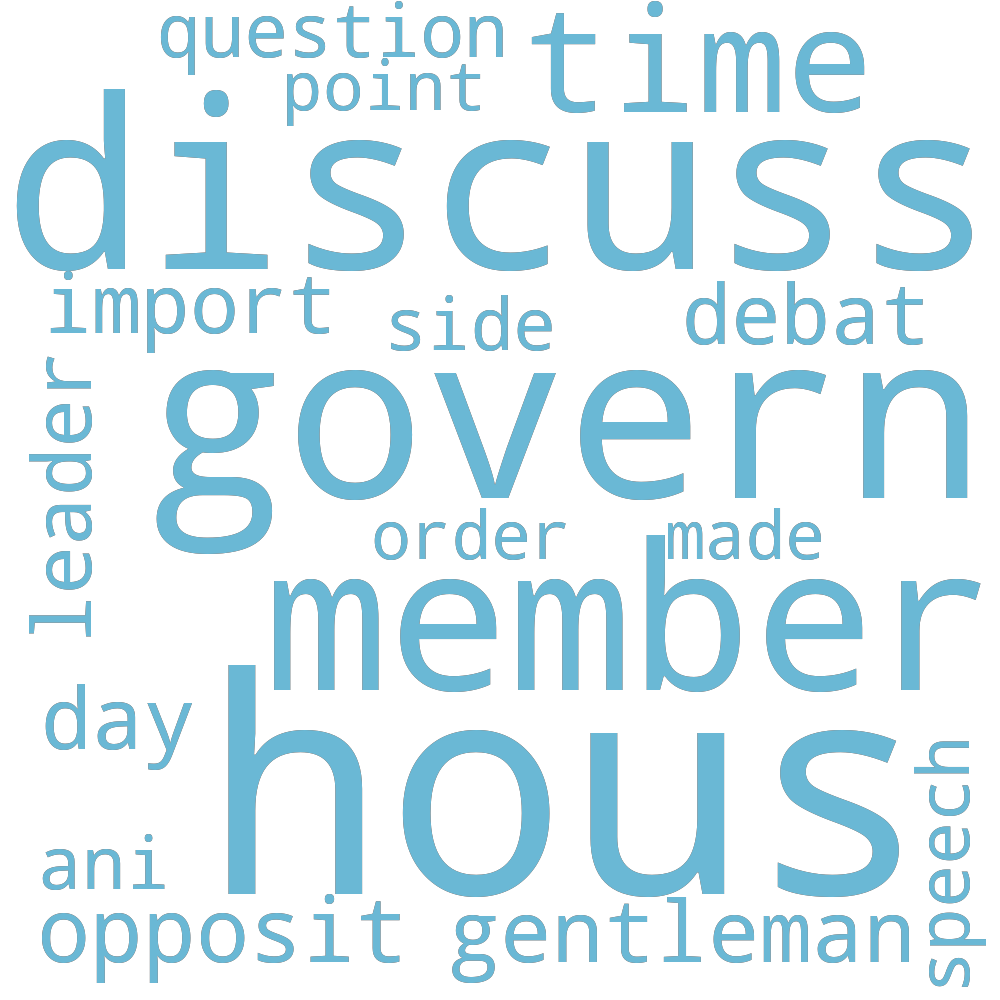 question
time
point
discuss
import
side
debat
leader
govern
order
made
member
day
hous
speech
ani
opposit
gentleman